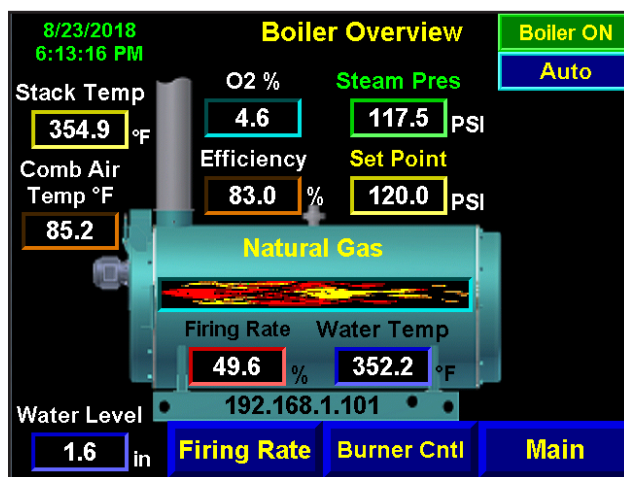 8/23/2018
6:13:16 PM
Boiler Overview
Boiler ON
Auto
Stack Temp
354.9 °F
O2 %
4.6
Steam Pres
117.5 PSI
Comb Air
Temp °F
85.2
Efficiency
83.0 %
Set Point
120.0 PSI
Natural Gas
Firing Rate
49.6 %
Water Temp
352.2 °F
192.168.1.101
Water Level
1.6 in
Firing Rate
Burner Cntl
Main